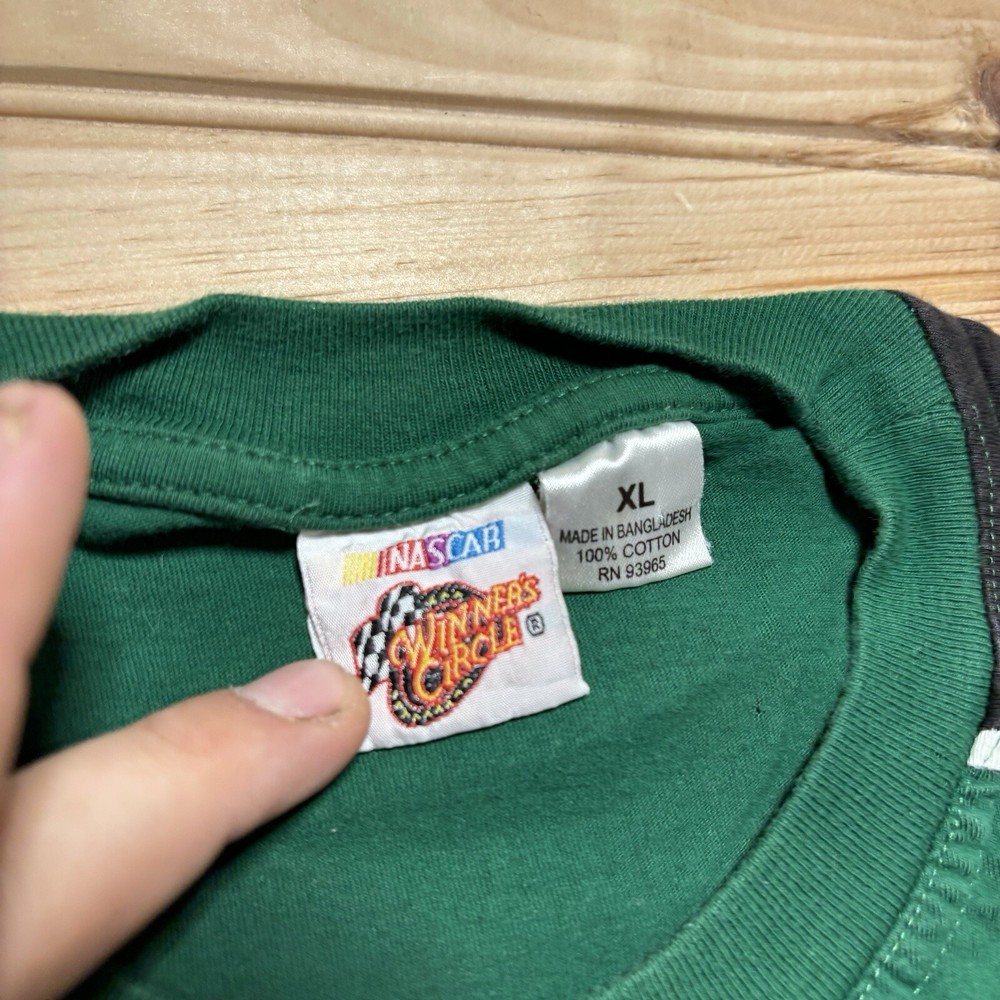 NASCAR
WINNER'S
CIRCLE ®
XL
MADE IN BANGLADESH
100% COTTON
RN 93965